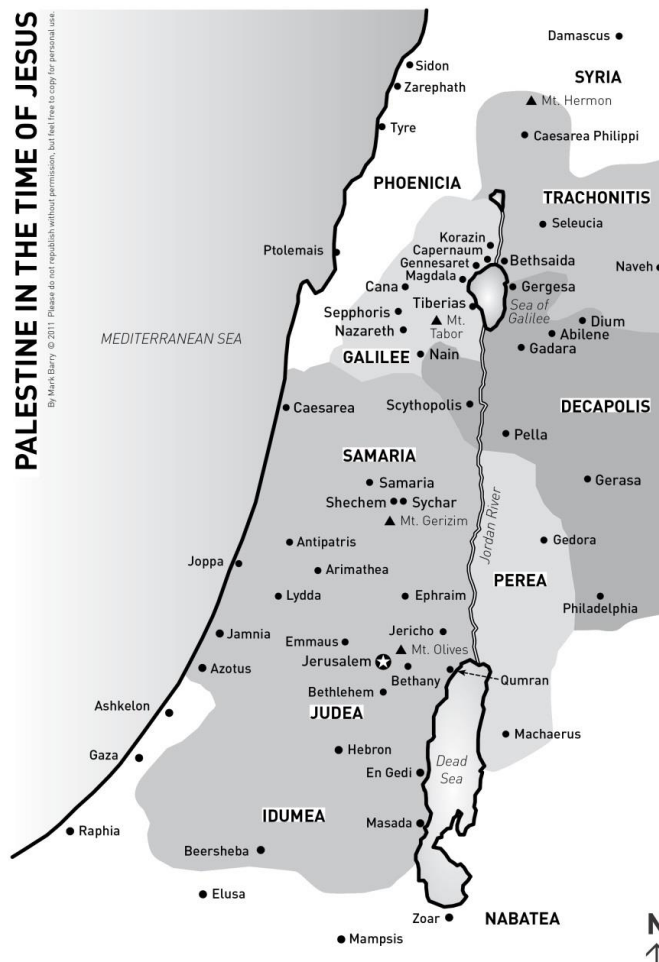 PALESTINE IN THE TIME OF JESUS
By Mark Barry © 2011 Please do not republish without permission, but feel free to copy for personal use.
Damascus
Sidon
SYRIA
Zarephath
Mt. Hermon
Tyre
Caesarea Philippi
PHOENICIA
TRACHONITIS
Seleucia
Korazin
Ptolemais
Capernaum
Bethsaida
Gennesaret
Naveh
Magdala
Cana
Gergesa
Tiberias
Sea of
Galilee
Sepphoris
Mt.
Tabor
Dium
Nazareth
Abilene
MEDITERRANEAN SEA
GALILEE
Nain
Gadara
Caesarea
Scythopolis
DECAPOLIS
Pella
SAMARIA
Samaria
Gerasa
Shechem
Sychar
Mt. Gerizim
Jordan River
Antipatris
Gedora
Joppa
Arimathea
PEREA
Lydda
Ephraim
Philadelphia
Jamnia
Jericho
Emmaus
Mt. Olives
Jerusalem
Azotus
Bethany
Qumran
Bethlehem
Ashkelon
JUDEA
Machaerus
Hebron
Gaza
Dead
Sea
En Gedi
IDUMEA
Masada
Raphia
Beersheba
Elusa
Zoar
NABATEA
Mampsis
N